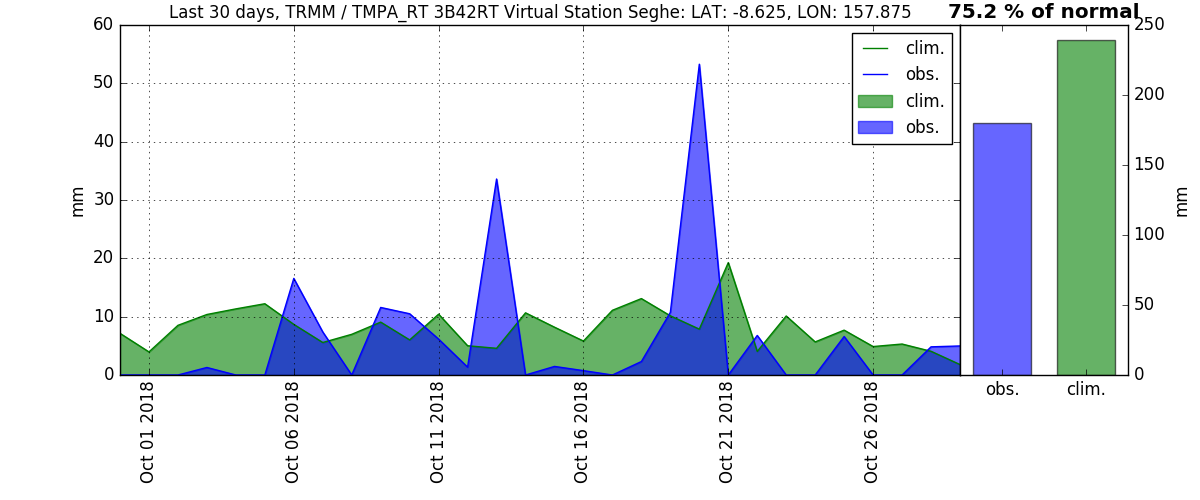 Last 30 days, TRMM / TMPA_RT 3B42RT Virtual Station Seghe: LAT: -8.625, LON: 157.875
75.2 % of normal
60
50
40
30
20
10
0
mm
clim.
obs.
clim.
obs.
Oct 01 2018
Oct 06 2018
Oct 11 2018
Oct 16 2018
Oct 21 2018
Oct 26 2018
250
200
150
100
50
0
mm
obs.
clim.